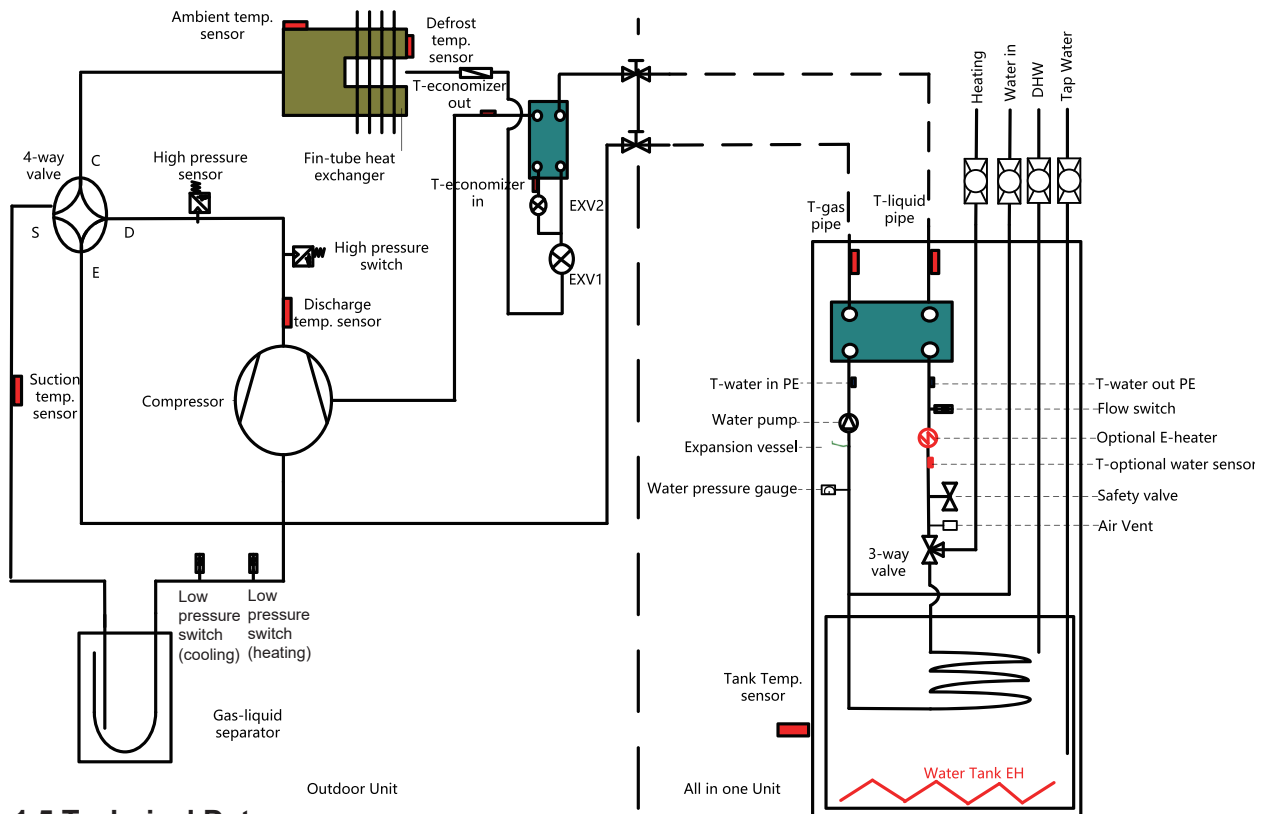 Ambient temp.
sensor
Defrost
temp.
sensor
T-economizer
out
Heating
Water in
DHW
Tap Water
4-way
valve
C
S
D
E
High pressure
sensor
Fin-tube heat
exchanger
T-economizer
in
EXV2
EXV1
High pressure
switch
Discharge
temp. sensor
T-gas
pipe
T-liquid
pipe
Suction
temp.
sensor
Compressor
T-water in PE
Water pump
Expansion vessel
Water pressure gauge
T-water out PE
Flow switch
Optional E-heater
T-optional water sensor
Safety valve
Air Vent
3-way
valve
Low
pressure
switch
(cooling)
Low
pressure
switch
(heating)
Gas-liquid
separator
Tank Temp.
sensor
Water Tank EH
Outdoor Unit
All in one Unit